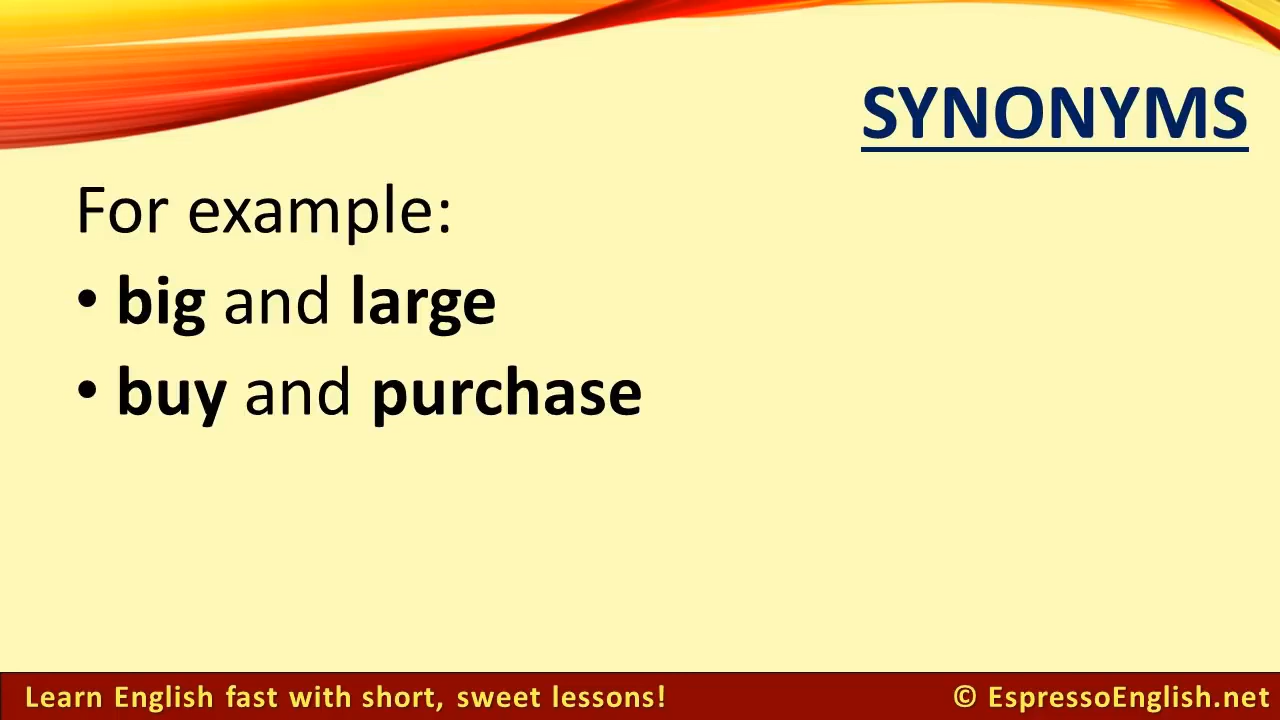 SYNONYMS
For example:
• big and large
• buy and purchase
Learn English fast with short, sweet lessons!
© EspressoEnglish.net